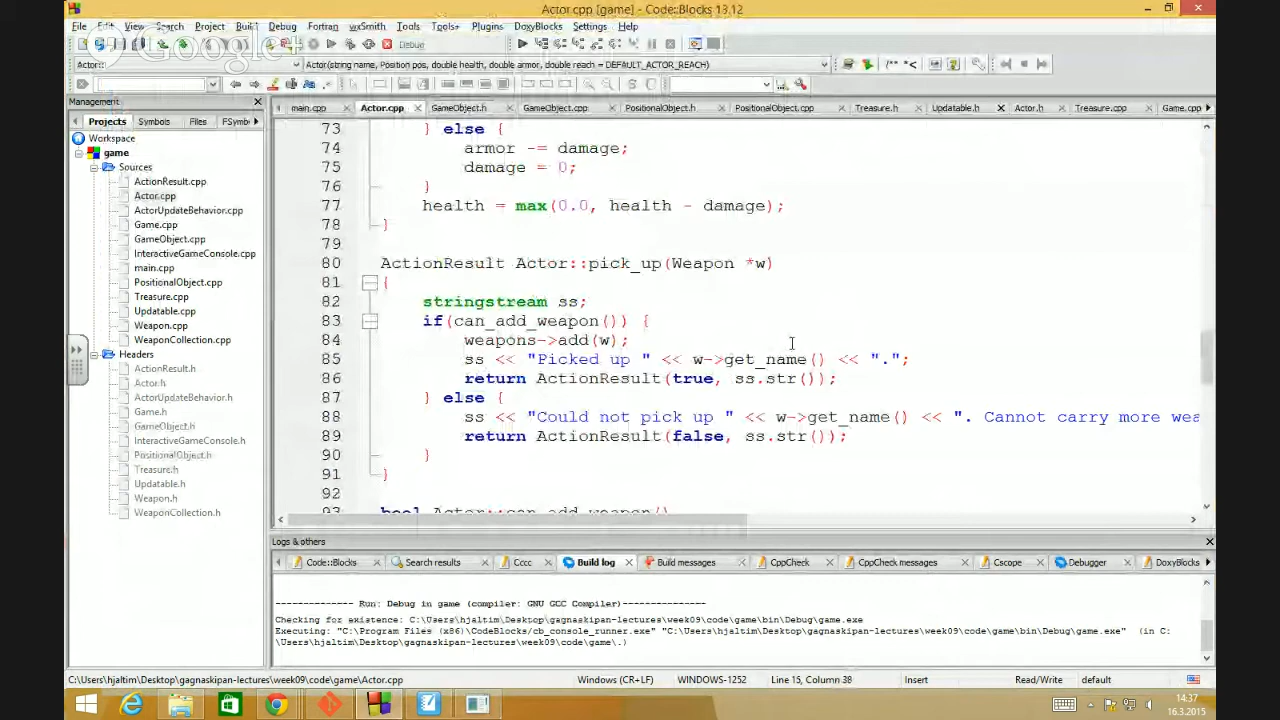 Actor.cpp [game] - Code::Blocks 13.12
File Edit View Search Project Build Debug Fortran wxSmith Tools Tools+ Plugins DoxyBlocks Settings Help
Google
Debug
Actor:: Actor(string name, Position pos, double health, double armor, double reach = DEFAULT_ACTOR_REACH) /** *<
Management
main.cpp Actor.cpp GameObject.h GameObject.cpp PositionalObject.h PositionalObject.cpp Treasure.h Updatable.h Actor.h Treasure.cpp Game.cpp
Projects Symbols Files FSymb
Workspace
game
Sources
ActionResult.cpp
Actor.cpp
ActorUpdateBehavior.cpp
Game.cpp
GameObject.cpp
InteractiveGameConsole.cpp
main.cpp
PositionalObject.cpp
Treasure.cpp
Updatable.cpp
Weapon.cpp
WeaponCollection.cpp
Headers
ActionResult.h
Actor.h
ActorUpdateBehavior.h
Game.h
GameObject.h
InteractiveGameConsole.h
PositionalObject.h
Treasure.h
Updatable.h
Weapon.h
WeaponCollection.h
73 } else {
74 armor -= damage;
75 damage = 0;
76 }
77 health = max(0.0, health - damage);
78 }
79
80 ActionResult Actor::pick_up(Weapon *w)
81 {
82 stringstream ss;
83 if(can_add_weapon()) {
84 weapons->add(w);
85 ss << "Picked up " << w->get_name() << ".";
86 return ActionResult(true, ss.str());
87 } else {
88 ss << "Could not pick up " << w->get_name() << ". Cannot carry more wea
89 return ActionResult(false, ss.str());
90 }
91 }
92
93 bool Actor::can_add_weapon()
Logs & others
Code::Blocks Search results Cccc Build log Build messages CppCheck CppCheck messages Cscope Debugger DoxyBlocks
-------------- Run: Debug in game (compiler: GNU GCC Compiler)---------------
Checking for existence: C:\Users\hjaltim\Desktop\gagnaskipan-lectures\week09\code\game\bin\Debug\game.exe
Executing: "C:\Program Files (x86)\CodeBlocks/cb_console_runner.exe" "C:\Users\hjaltim\Desktop\gagnaskipan-lectures\week09\code\game\bin\Debug\game.exe" (in C:
\Users\hjaltim\Desktop\gagnaskipan-lectures\week09\code\game\.)
C:\Users\hjaltim\Desktop\gagnaskipan-lectures\week09\code\game\Actor.cpp Windows (CR+LF) WINDOWS-1252 Line 15, Column 38 Insert Read/Write default
14:37
16.3.2015